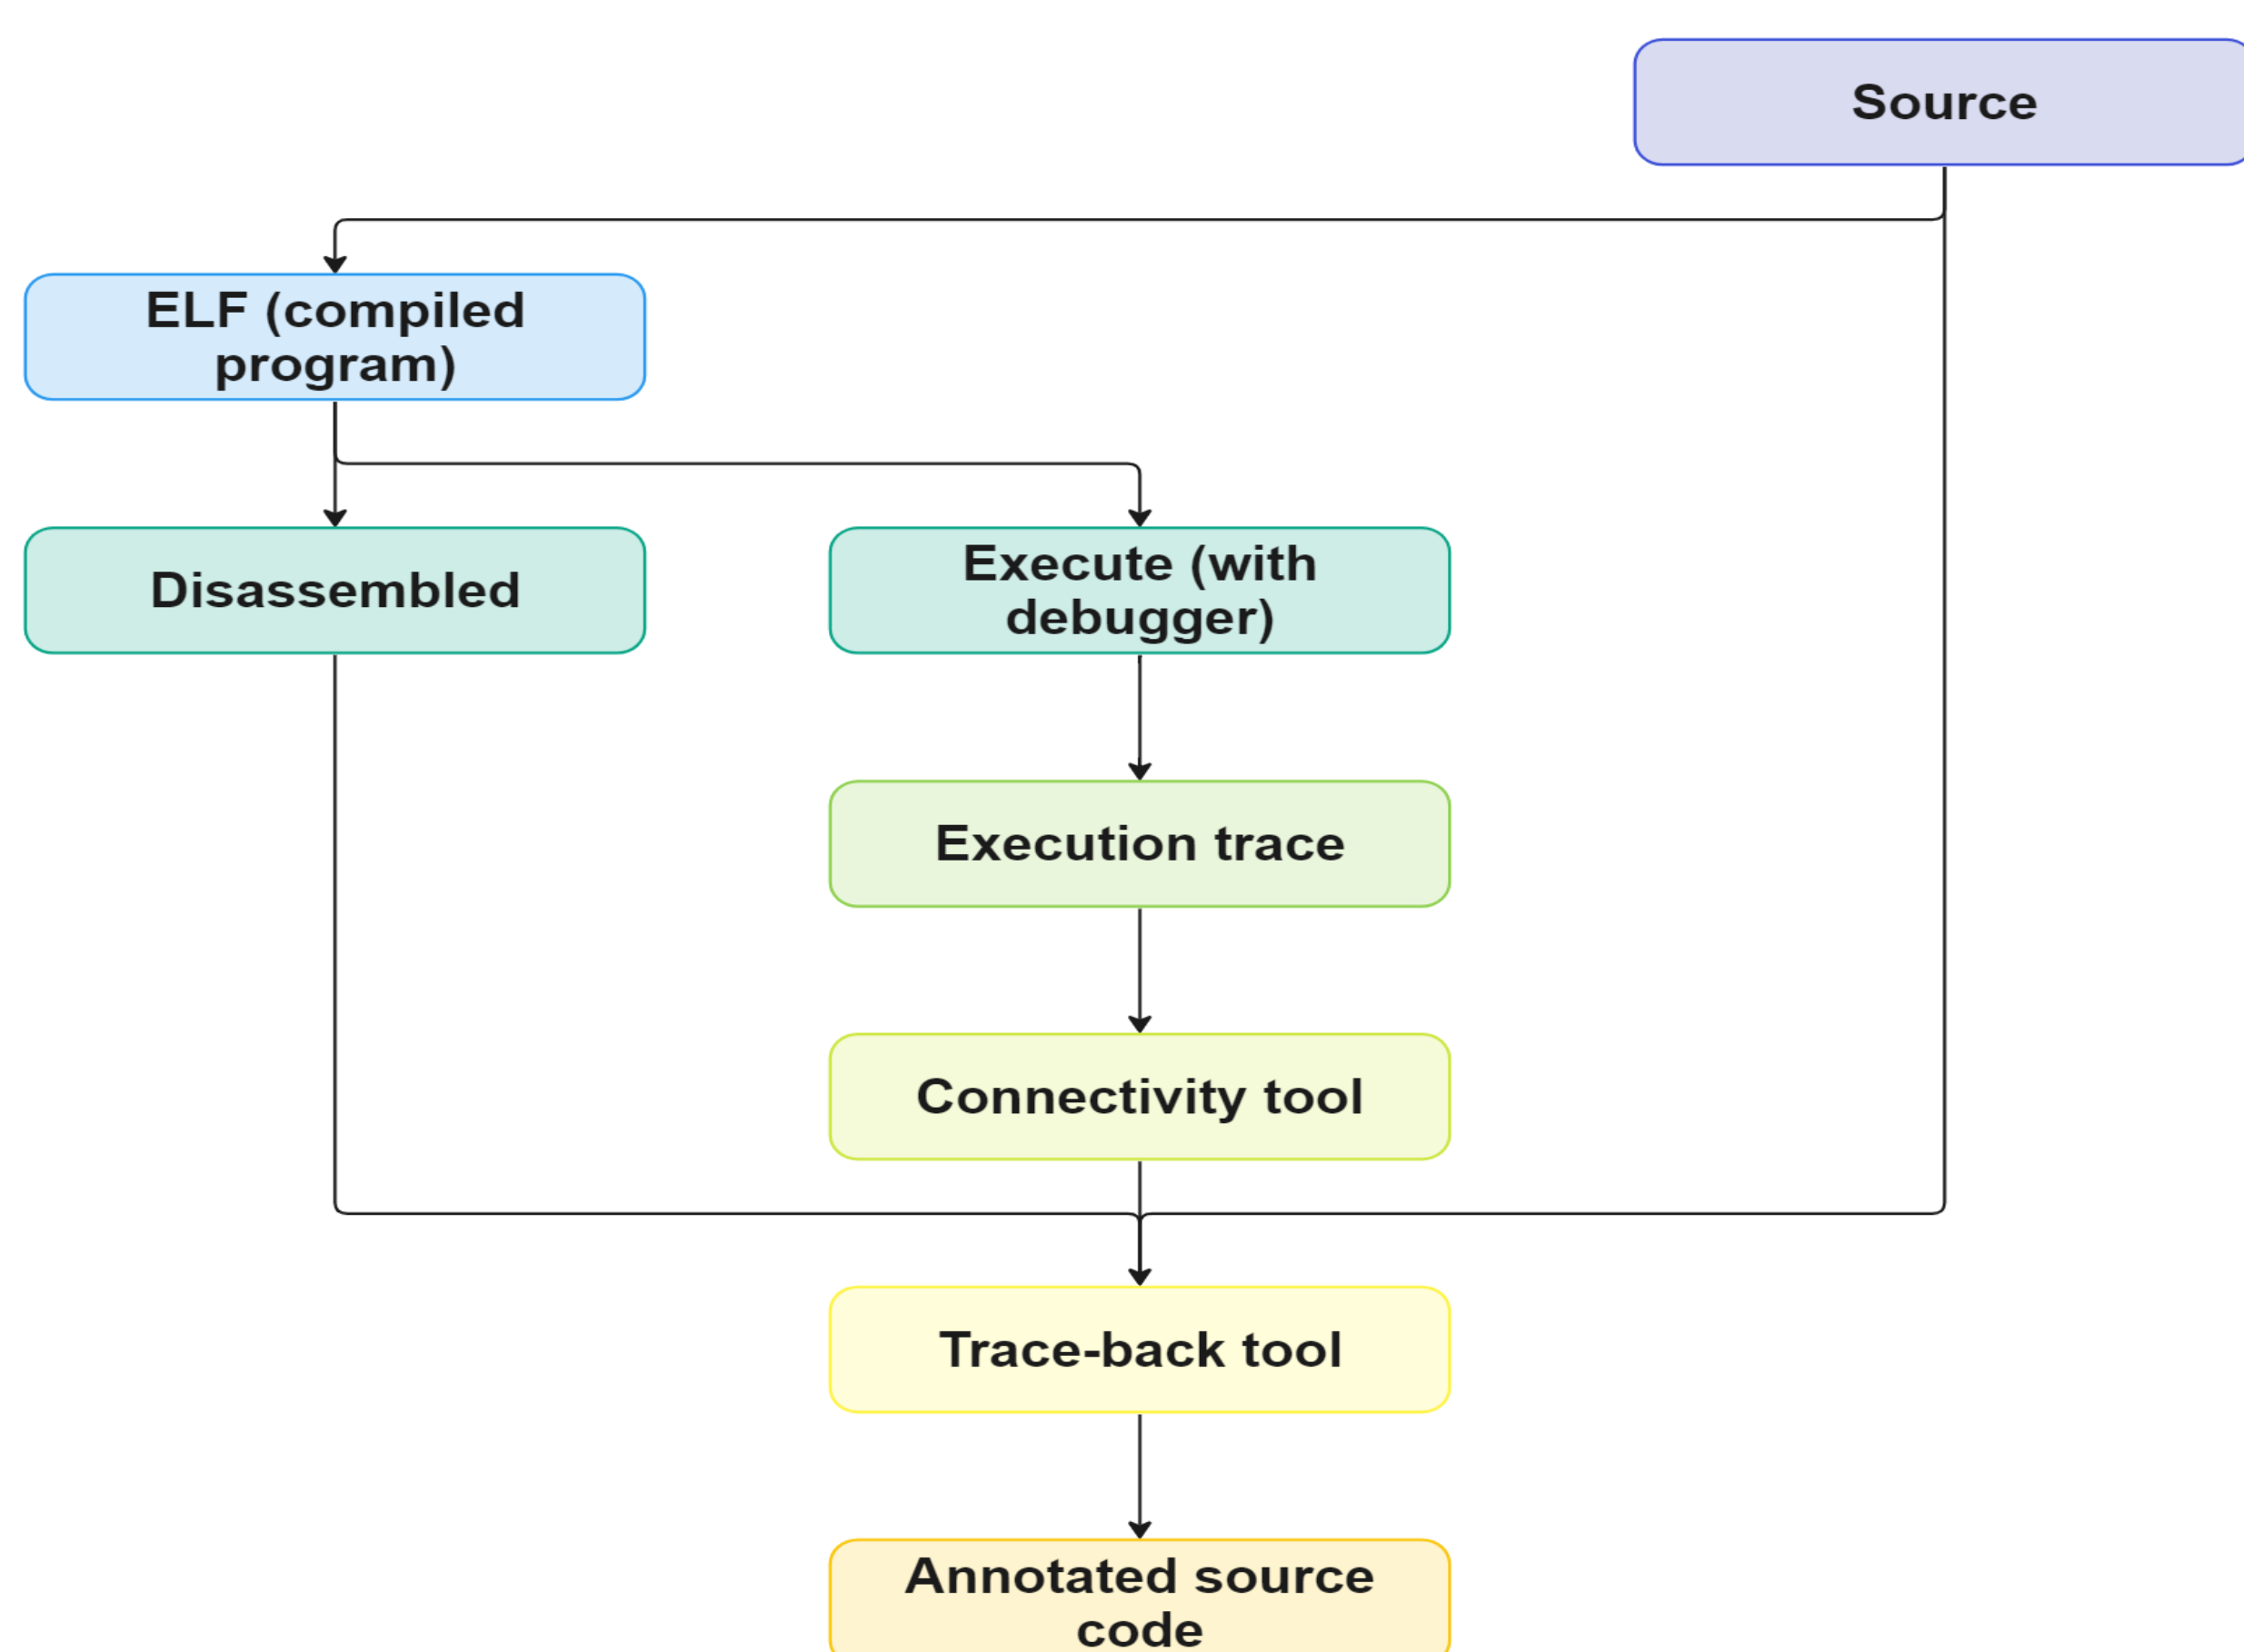 Source
ELF (compiled
program)
Disassembled
Execute (with
debugger)
Execution trace
Connectivity tool
Trace-back tool
Annotated source
code